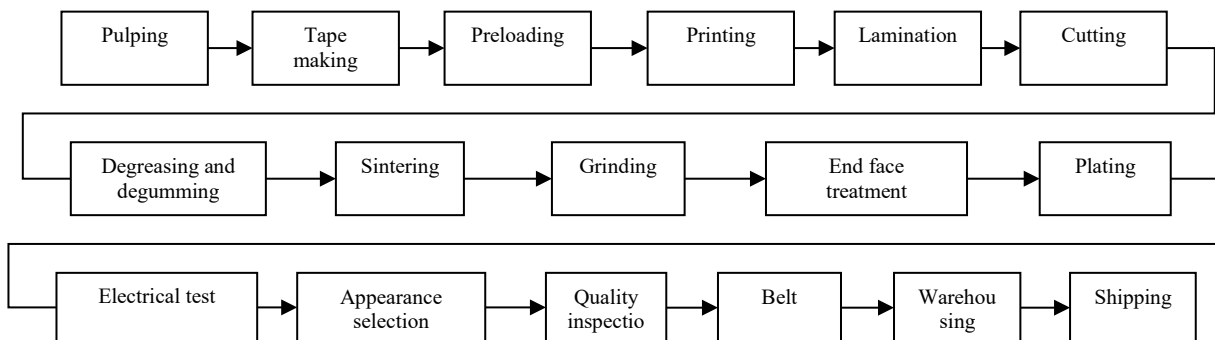 Pulping
Tape
making
Preloading
Printing
Lamination
Cutting
Degreasing and
degumming
Sintering
Grinding
End face
treatment
Plating
Electrical test
Appearance
selection
Quality
inspectio
Belt
Warehou
sing
Shipping